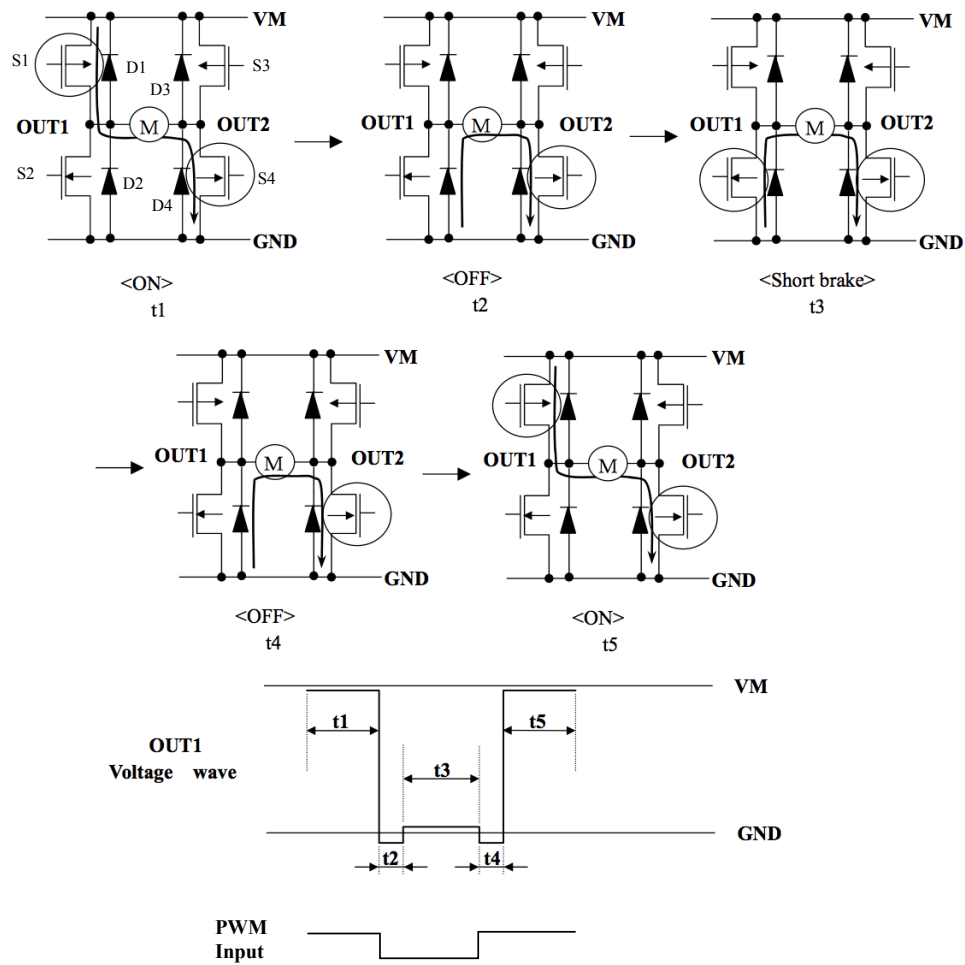 VM
S1
D1
D3
S3
OUT1
M
OUT2
S2
D2
D4
S4
GND
<ON>
t1
VM
OUT1
M
OUT2
GND
<OFF>
t2
VM
OUT1
M
OUT2
GND
<Short brake>
t3
VM
OUT1
M
OUT2
GND
<OFF>
t4
VM
OUT1
M
OUT2
GND
<ON>
t5
VM
t1
t5
OUT1
Voltage wave
t3
GND
t2
t4
PWM
Input